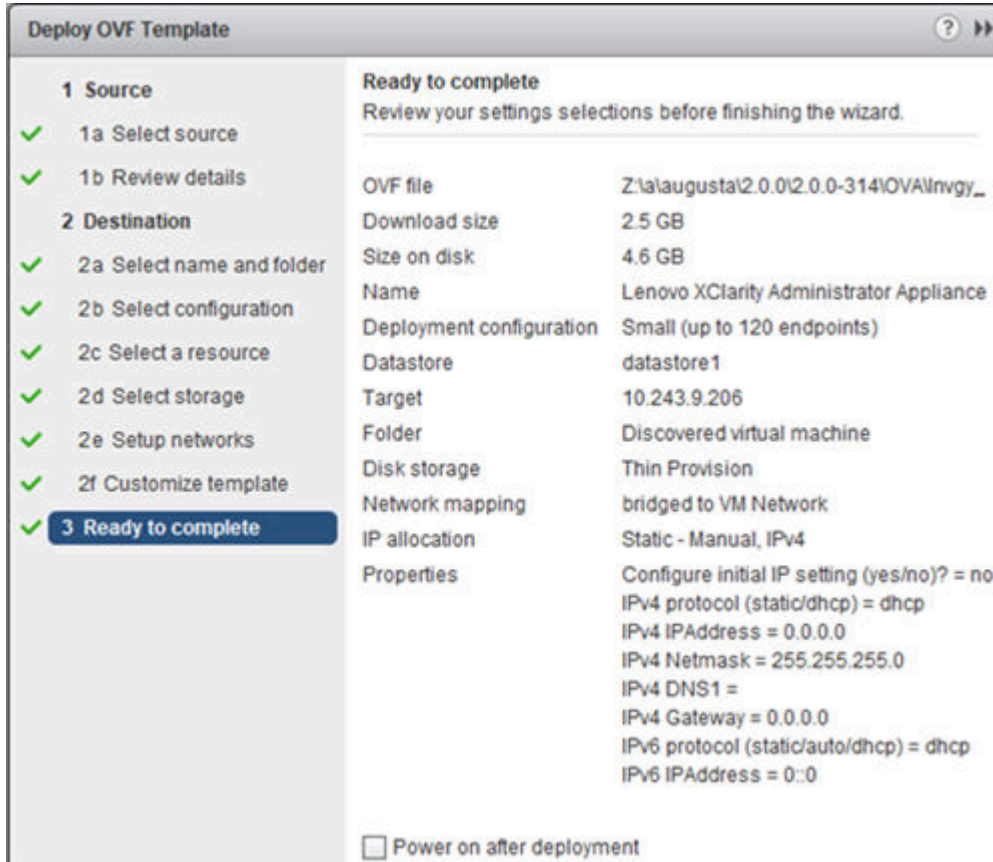 Deploy OVF Template
1 Source
1a Select source
1b Review details
2 Destination
2a Select name and folder
2b Select configuration
2c Select a resource
2d Select storage
2e Setup networks
2f Customize template
3 Ready to complete
Ready to complete
Review your settings selections before finishing the wizard.
OVF file Z:\a\augusta\2.0.0\2.0.0-314\OVA\Invgy_
Download size 2.5 GB
Size on disk 4.6 GB
Name Lenovo XClarity Administrator Appliance
Deployment configuration Small (up to 120 endpoints)
Datastore datastore1
Target 10.243.9.206
Folder Discovered virtual machine
Disk storage Thin Provision
Network mapping bridged to VM Network
IP allocation Static - Manual, IPv4
Properties Configure initial IP setting (yes/no)? = no
IPv4 protocol (static/dhcp) = dhcp
IPv4 IPAddress = 0.0.0.0
IPv4 Netmask = 255.255.255.0
IPv4 DNS1 =
IPv4 Gateway = 0.0.0.0
IPv6 protocol (static/auto/dhcp) = dhcp
IPv6 IPAddress = 0::0
Power on after deployment